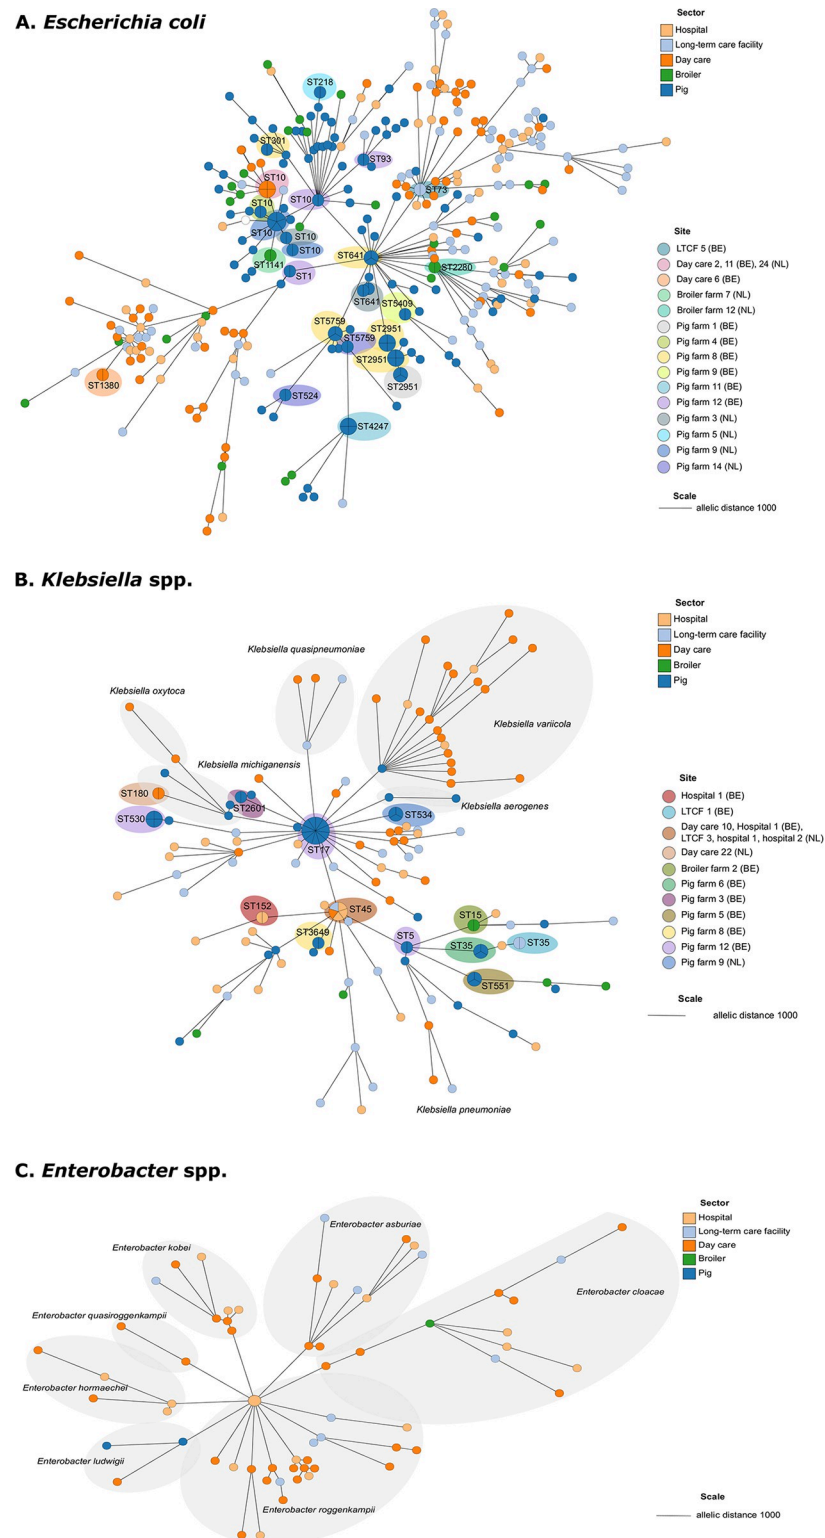 A. Escherichia coli
Sector
Hospital
Long-term care facility
Day care
Broiler
Pig
ST218
ST301
ST93
ST10
ST10
ST73
ST10
ST10
ST10
ST10
ST1141
ST641
ST2280
ST1
ST641
ST5409
ST5759
ST2951
ST5759
ST2951
ST2951
ST1380
ST524
ST4247
Site
LTCF 5 (BE)
Day care 2, 11 (BE), 24 (NL)
Day care 6 (BE)
Broiler farm 7 (NL)
Broiler farm 12 (NL)
Pig farm 1 (BE)
Pig farm 4 (BE)
Pig farm 8 (BE)
Pig farm 9 (BE)
Pig farm 11 (BE)
Pig farm 12 (BE)
Pig farm 3 (NL)
Pig farm 5 (NL)
Pig farm 9 (NL)
Pig farm 14 (NL)
Scale
allelic distance 1000
B. Klebsiella spp.
Sector
Hospital
Long-term care facility
Day care
Broiler
Pig
Klebsiella quasipneumoniae
Klebsiella oxytoca
Klebsiella variicola
Klebsiella michiganensis
Klebsiella aerogenes
ST180
ST2601
ST530
ST534
ST17
ST152
ST45
ST15
ST3649
ST5
ST35
ST35
ST551
Klebsiella pneumoniae
Site
Hospital 1 (BE)
LTCF 1 (BE)
Day care 10, Hospital 1 (BE),
LTCF 3, hospital 1, hospital 2 (NL)
Day care 22 (NL)
Broiler farm 2 (BE)
Pig farm 6 (BE)
Pig farm 3 (BE)
Pig farm 5 (BE)
Pig farm 8 (BE)
Pig farm 12 (BE)
Pig farm 9 (NL)
Scale
allelic distance 1000
C. Enterobacter spp.
Sector
Hospital
Long-term care facility
Day care
Broiler
Pig
Enterobacter asburiae
Enterobacter kobei
Enterobacter cloacae
Enterobacter quasiroggenkampii
Enterobacter hormaechei
Enterobacter ludwigii
Enterobacter roggenkampii
Scale
allelic distance 1000